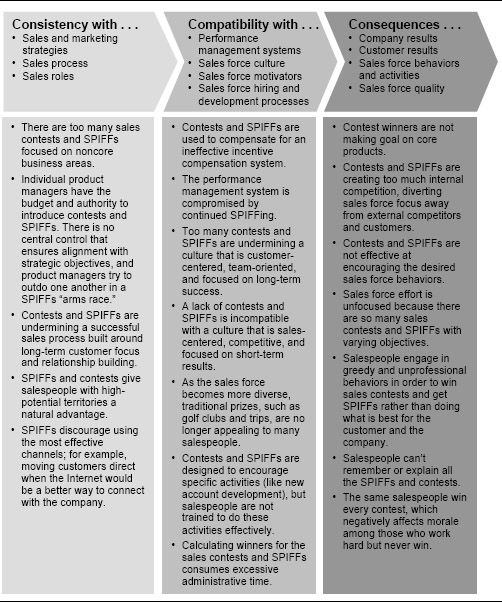 Consistency with . . .
• Sales and marketing
strategies
• Sales process
• Sales roles
Compatibility with . . .
• Performance
management systems
• Sales force culture
• Sales force motivators
• Sales force hiring and
development processes
Consequences . . .
• Company results
• Customer results
• Sales force behaviors
and activities
• Sales force quality
• There are too many sales
contests and SPIFFs
focused on noncore
business areas.
• Individual product
managers have the
budget and authority to
introduce contests and
SPIFFs. There is no
central control that
ensures alignment with
strategic objectives, and
product managers try to
outdo one another in a
SPIFFs “arms race.”
• Contests and SPIFFs are
undermining a successful
sales process built around
long-term customer focus
and relationship building.
• SPIFFs and contests give
salespeople with high-
potential territories a
natural advantage.
• SPIFFs discourage using
the most effective
channels; for example,
moving customers direct
when the Internet would
be a better way to connect
with the company.
• Contests and SPIFFs are
used to compensate for an
ineffective incentive
compensation system.
• The performance
management system is
compromised by
continued SPIFFing.
• Too many contests and
SPIFFs are undermining a
culture that is customer-
centered, team-oriented,
and focused on long-term
success.
• A lack of contests and
SPIFFs is incompatible
with a culture that is sales-
centered, competitive, and
focused on short-term
results.
• As the sales force
becomes more diverse,
traditional prizes, such as
golf clubs and trips, are no
longer appealing to many
salespeople.
• Contests and SPIFFs are
designed to encourage
specific activities (like new
account development), but
salespeople are not
trained to do these
activities effectively.
• Calculating winners for the
sales contests and SPIFFs
consumes excessive
administrative time.
• Contest winners are not
making goal on core
products.
• Contests and SPIFFs are
creating too much internal
competition, diverting
sales force focus away
from external competitors
and customers.
• Contests and SPIFFs are
not effective at
encouraging the desired
sales force behaviors.
• Sales force effort is
unfocused because there
are so many sales
contests and SPIFFs with
varying objectives.
• Salespeople engage in
greedy and unprofessional
behaviors in order to win
sales contests and get
SPIFFs rather than doing
what is best for the
customer and the
company.
• Salespeople can’t
remember or explain all
the SPIFFs and contests.
• The same salespeople win
every contest, which
negatively affects morale
among those who work
hard but never win.